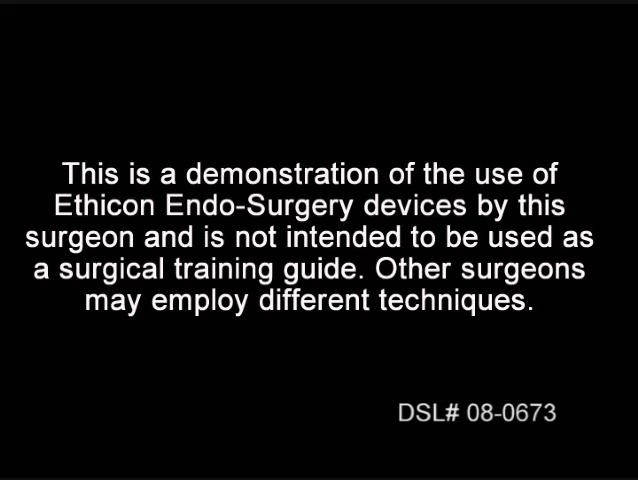 This is a demonstration of the use of
Ethicon Endo-Surgery devices by this
surgeon and is not intended to be used as
a surgical training guide. Other surgeons
may employ different techniques.
DSL# 08-0673